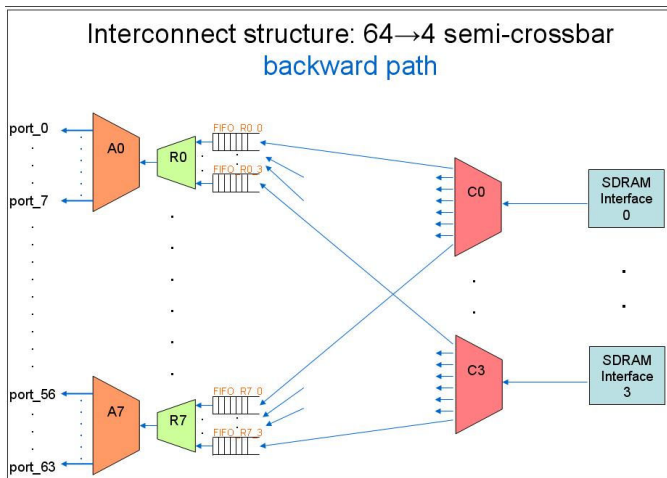 Interconnect structure: 64→4 semi-crossbar
backward path
port_0
A0
R0
FIFO_R0_0
FIFO_R0_3
port_7
C0
SDRAM
Interface
0
port_56
A7
R7
FIFO_R7_0
FIFO_R7_3
port_63
C3
SDRAM
Interface
3